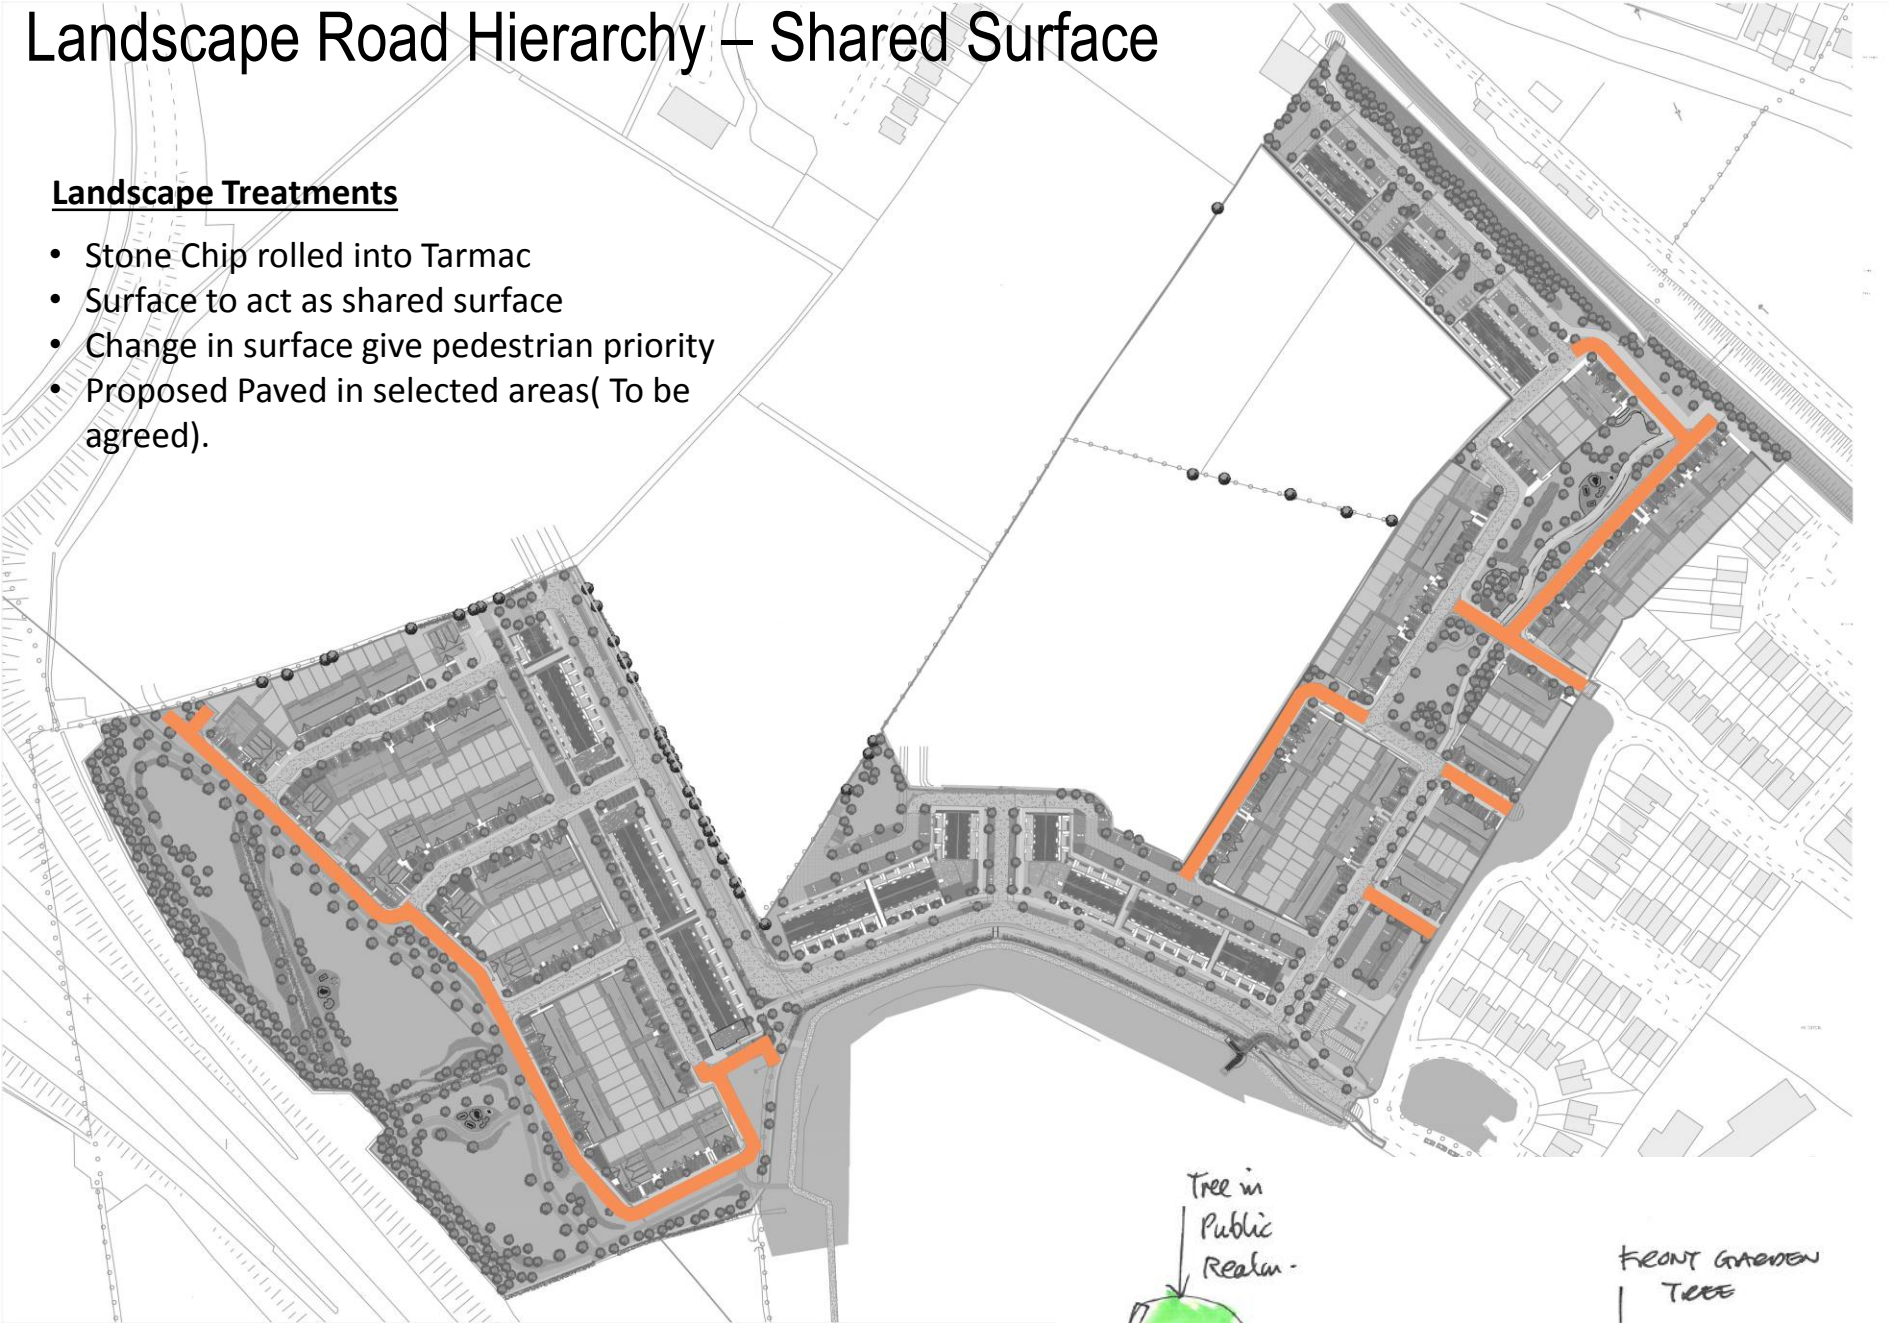 Landscape Road Hierarchy – Shared Surface
Landscape Treatments
• Stone Chip rolled into Tarmac
• Surface to act as shared surface
• Change in surface give pedestrian priority
• Proposed Paved in selected areas( To be
agreed).
Tree in
Public
Realm-
FRONT GARDEN
TREE